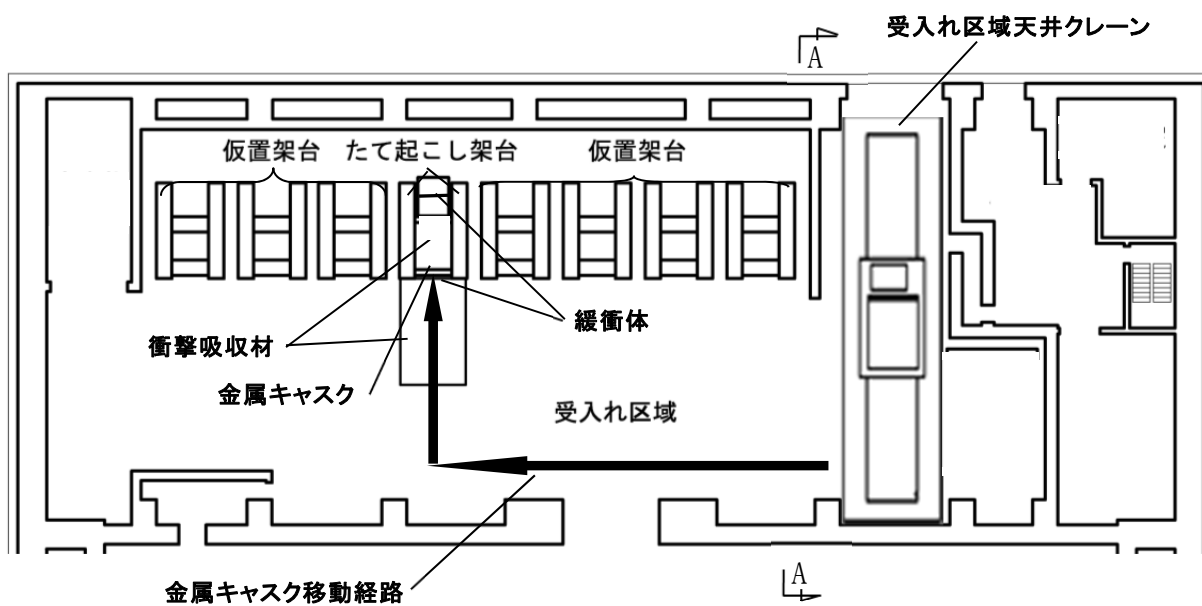 受入れ区域天井クレーン
A
仮置架台
たて起こし架台
仮置架台
緩衝体
衝撃吸収材
金属キャスク
受入れ区域
A
金属キャスク移動経路